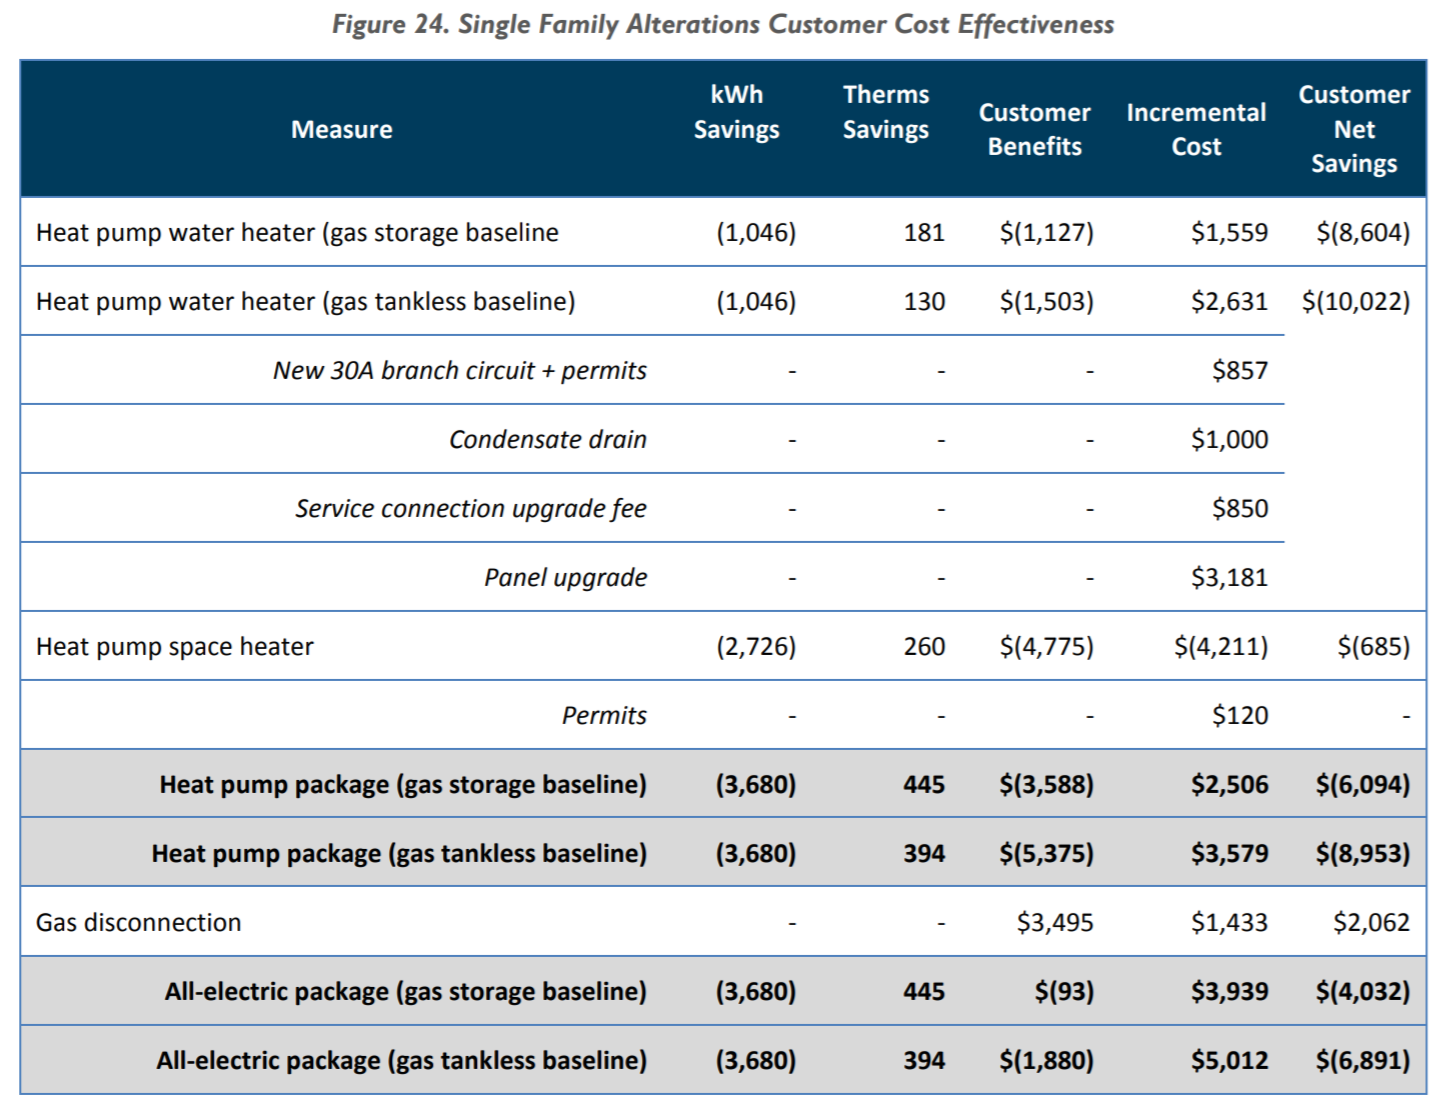 Figure 24. Single Family Alterations Customer Cost Effectiveness
Measure kWh Savings Therms Savings Customer Benefits Incremental Cost Customer Net Savings
Heat pump water heater (gas storage baseline (1,046) 181 $(1,127) $1,559 $(8,604)
Heat pump water heater (gas tankless baseline) (1,046) 130 $(1,503) $2,631 $(10,022)
New 30A branch circuit + permits - - - $857
Condensate drain - - - $1,000
Service connection upgrade fee - - - $850
Panel upgrade - - - $3,181
Heat pump space heater (2,726) 260 $(4,775) $(4,211) $(685)
Permits - - - $120 -
Heat pump package (gas storage baseline) (3,680) 445 $(3,588) $2,506 $(6,094)
Heat pump package (gas tankless baseline) (3,680) 394 $(5,375) $3,579 $(8,953)
Gas disconnection - - $3,495 $1,433 $2,062
All-electric package (gas storage baseline) (3,680) 445 $(93) $3,939 $(4,032)
All-electric package (gas tankless baseline) (3,680) 394 $(1,880) $5,012 $(6,891)